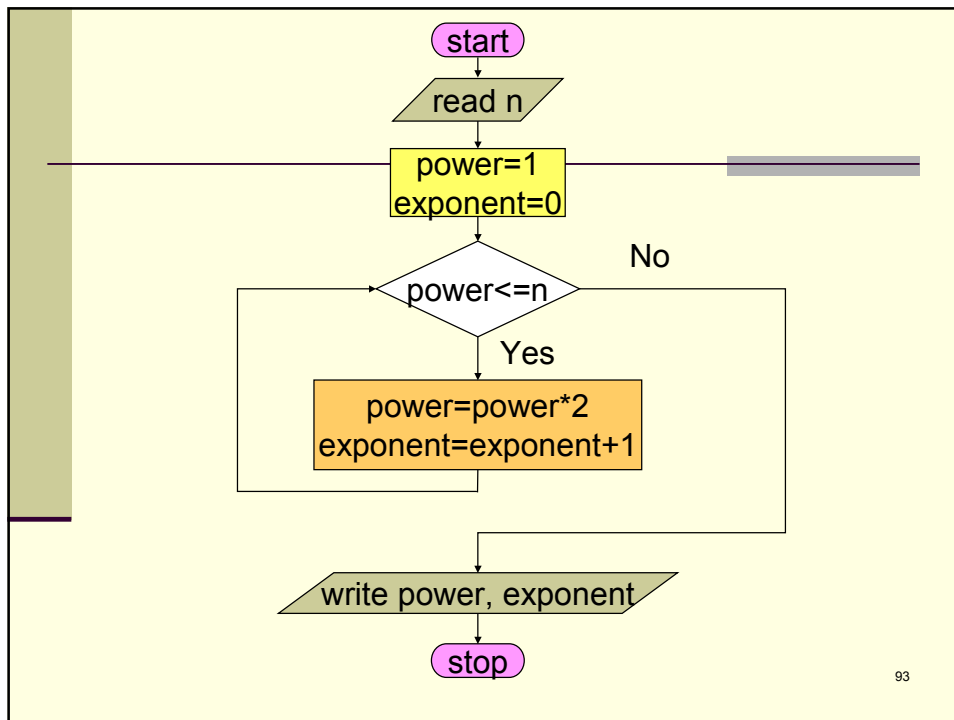 start
read n
power=1
exponent=0
No
power<=n
Yes
power=power*2
exponent=exponent+1
write power, exponent
stop
93